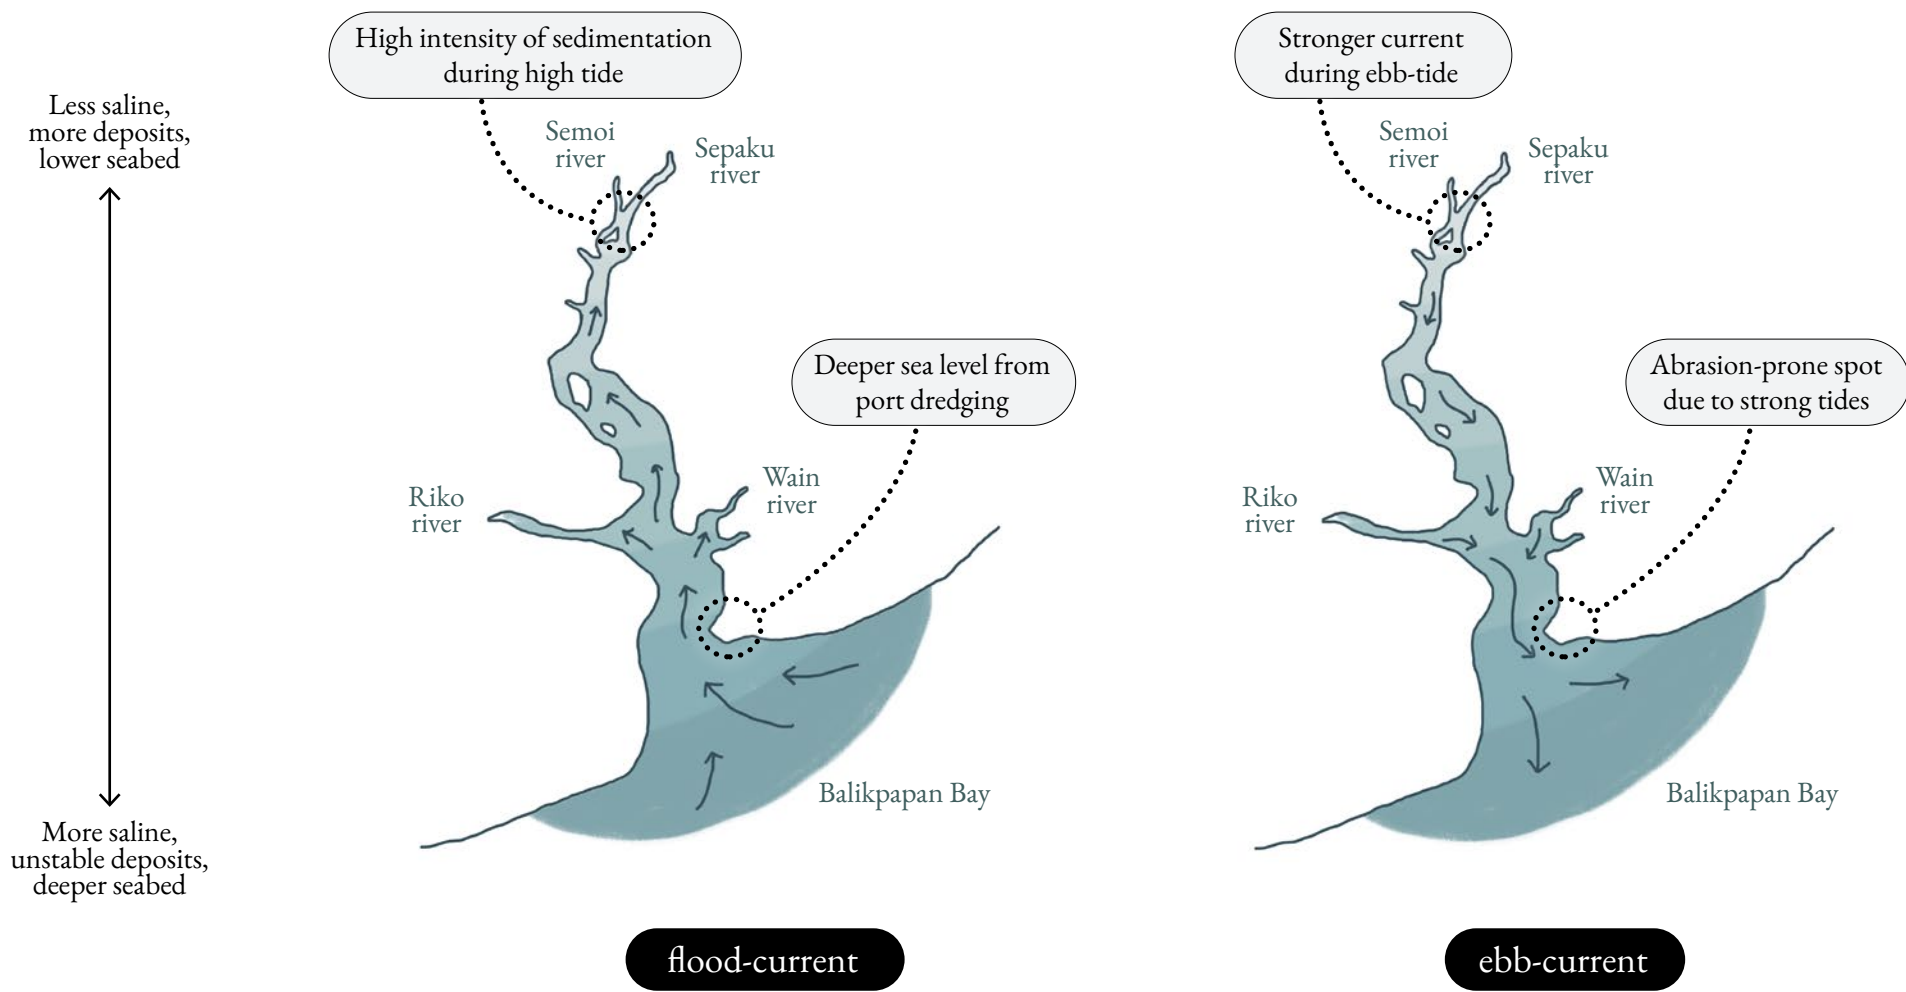 High intensity of sedimentation
during high tide
Stronger current
during ebb-tide
Less saline,
more deposits,
lower seabed
Semoi
river
Sepaku
river
Semoi
river
Sepaku
river
Deeper sea level from
port dredging
Abrasion-prone spot
due to strong tides
Riko
river
Wain
river
Riko
river
Wain
river
Balikpapan Bay
Balikpapan Bay
More saline,
unstable deposits,
deeper seabed
flood-current
ebb-current